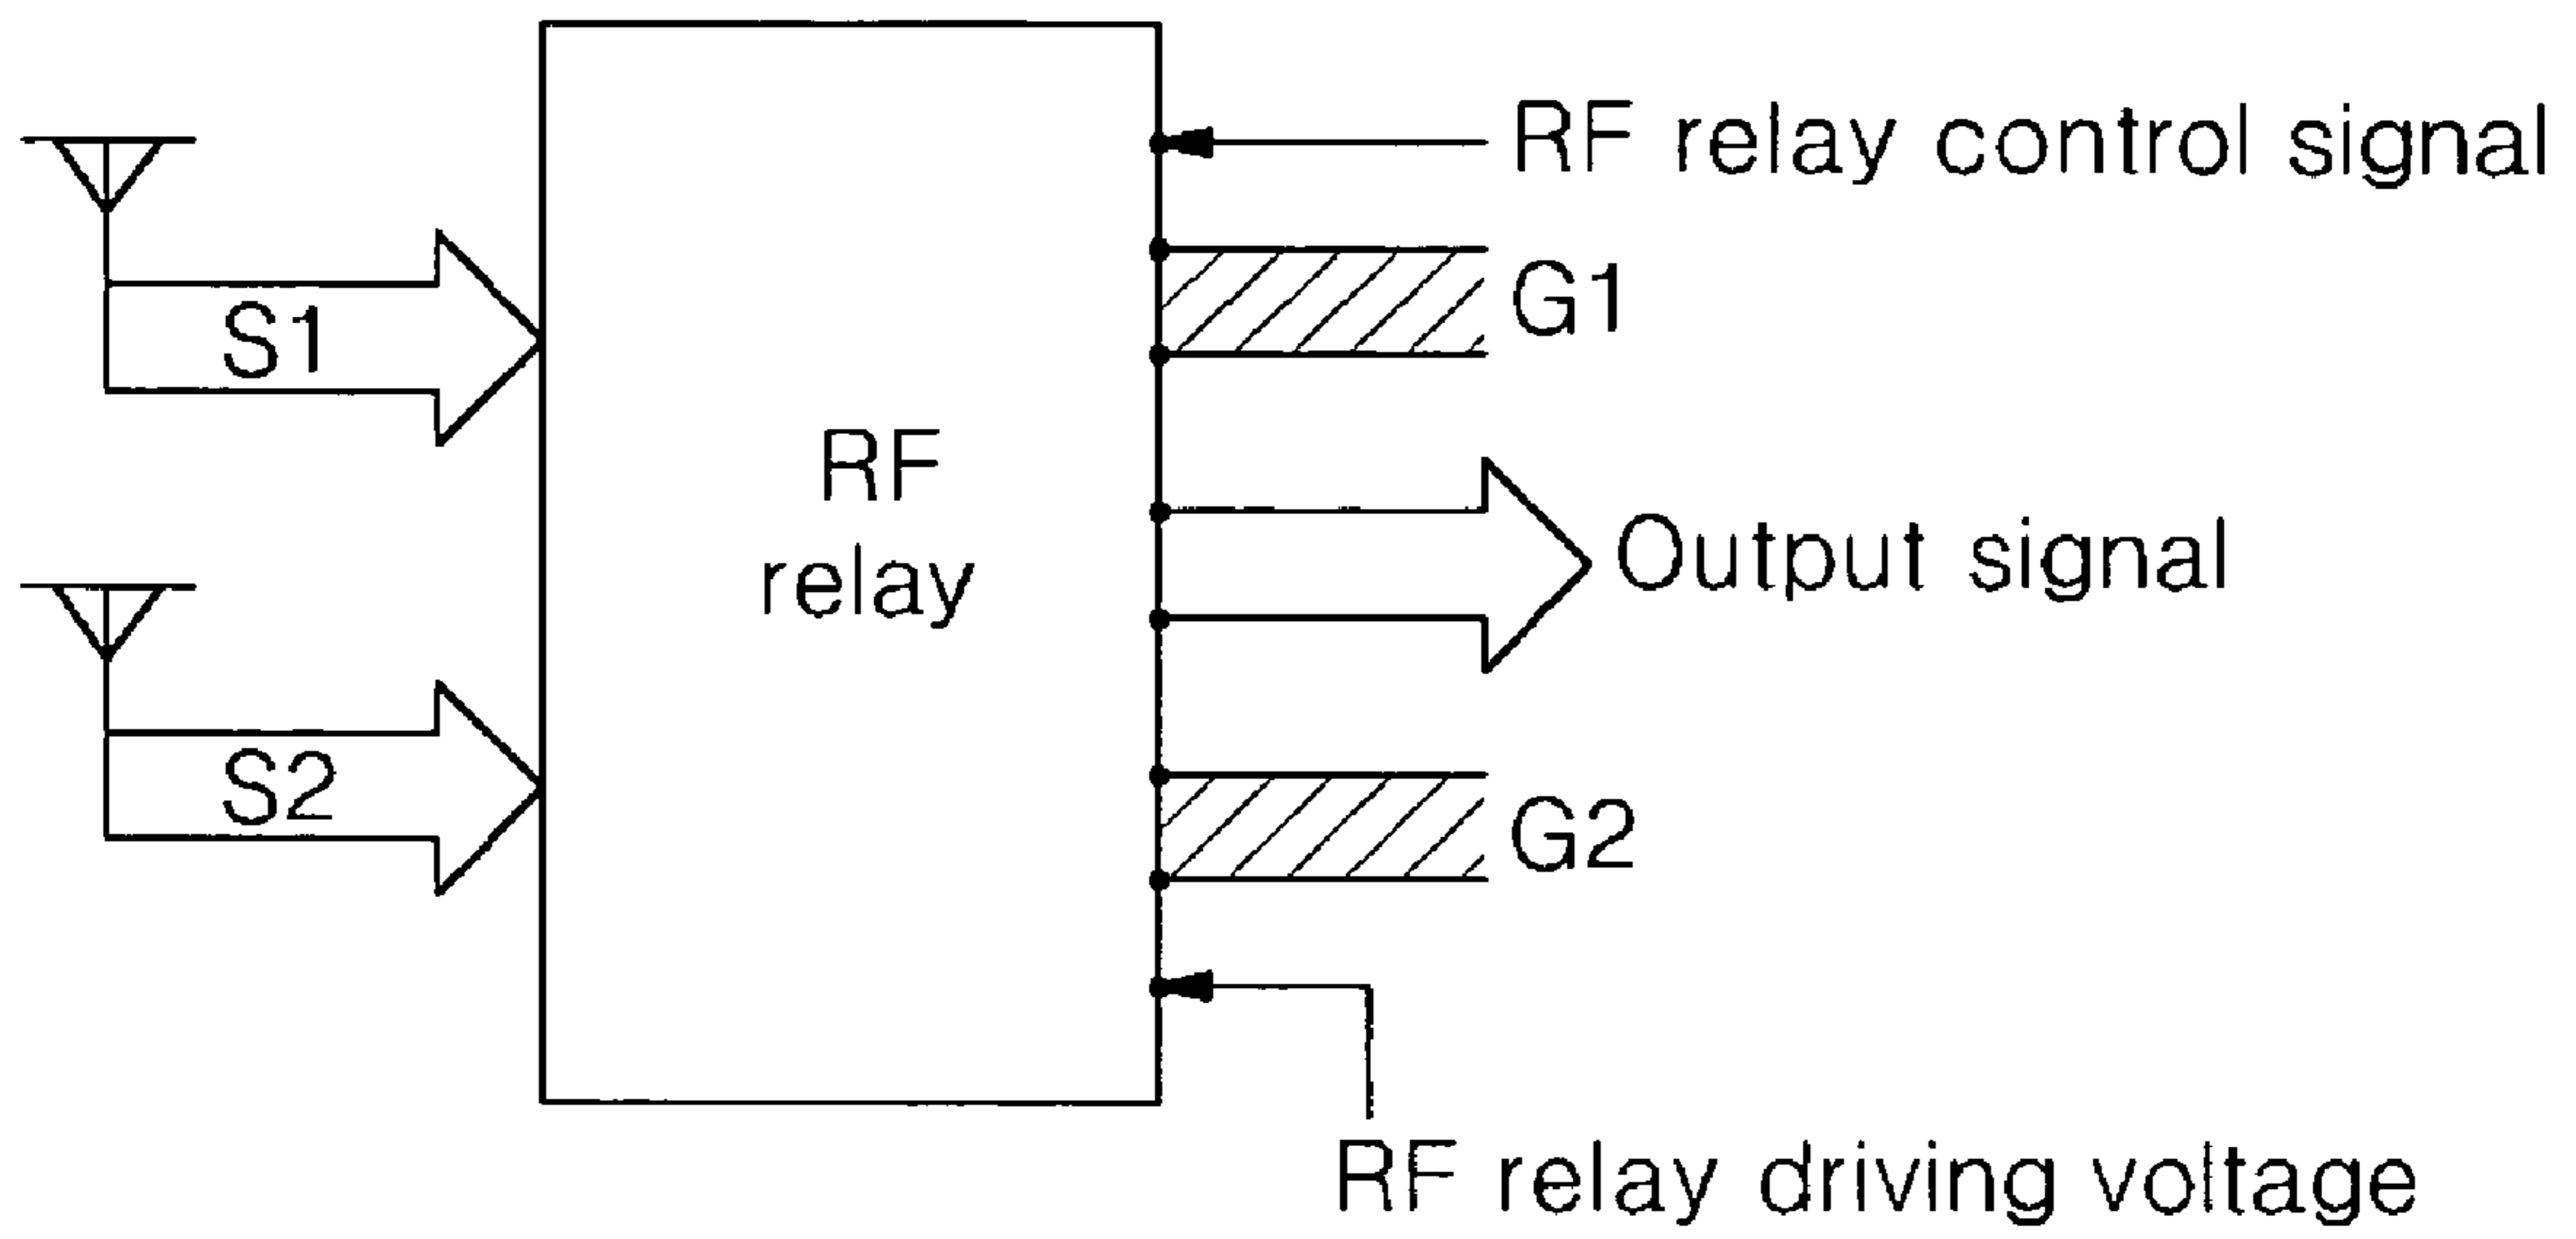 RF relay control signal
S1
G1
RF
relay
Output signal
S2
G2
RF relay driving voltage